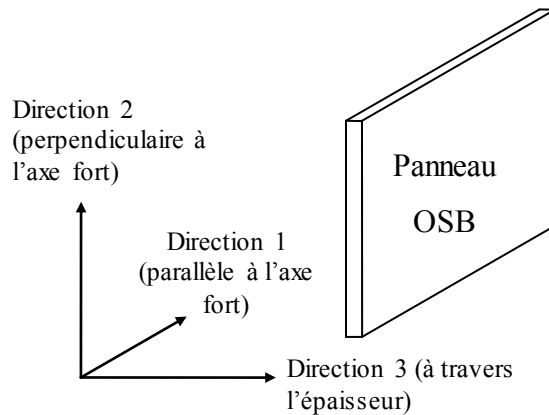 Direction 2
(perpendiculaire à
l'axe fort)
Direction 1
(parallèle à l'axe
fort)
Direction 3 (à travers
l'épaisseur)
Panneau
OSB